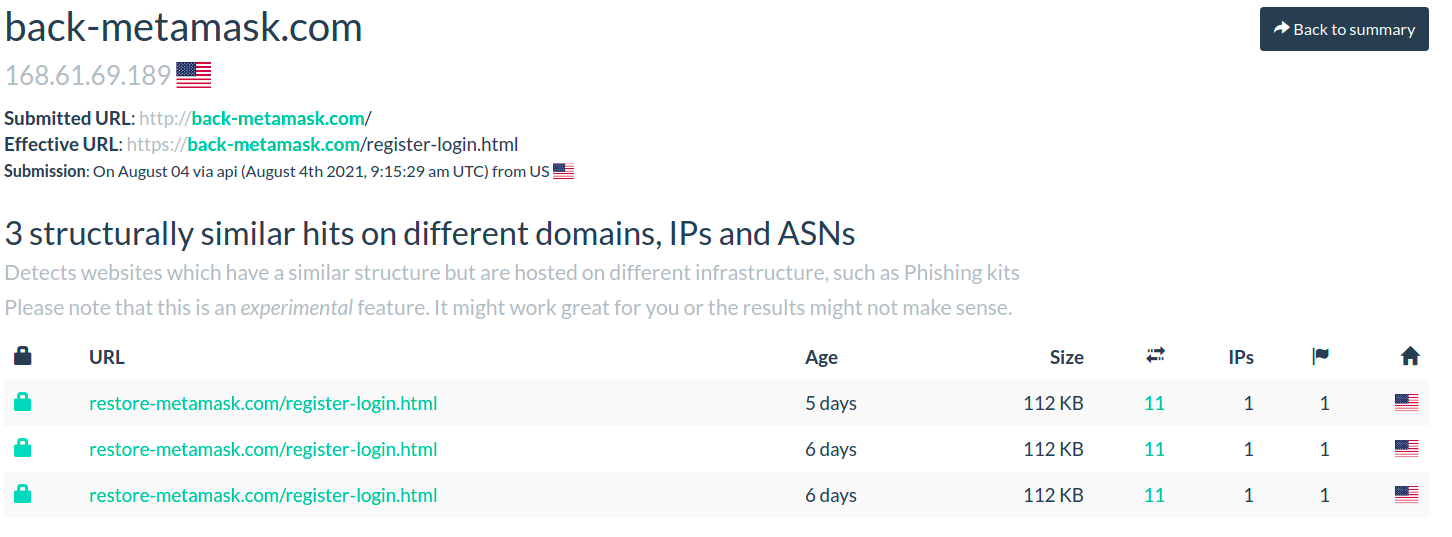 back-metamask.com
Back to summary
168.61.69.189
Submitted URL: http://back-metamask.com/
Effective URL: https://back-metamask.com/register-login.html
Submission: On August 04 via api (August 4th 2021, 9:15:29 am UTC) from US
3 structurally similar hits on different domains, IPs and ASNs
Detects websites which have a similar structure but are hosted on different infrastructure, such as Phishing kits
Please note that this is an experimental feature. It might work great for you or the results might not make sense.
URL Age Size IPs
restore-metamask.com/register-login.html 5 days 112 KB 11 1 1
restore-metamask.com/register-login.html 6 days 112 KB 11 1 1
restore-metamask.com/register-login.html 6 days 112 KB 11 1 1